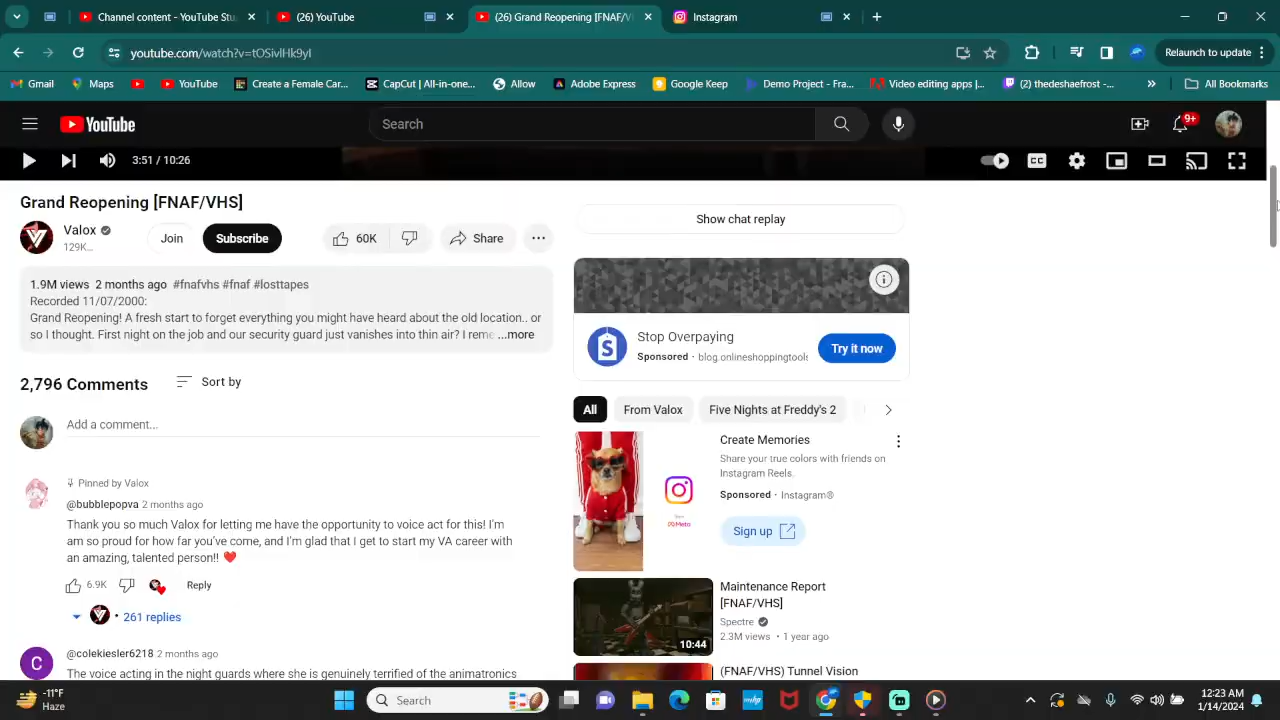 Channel content - YouTube Stu
(26) YouTube
(26) Grand Reopening [FNAF/V
Instagram
youtube.com/watch?v=tOSivlHk9yI
Relaunch to update
Gmail
Maps
YouTube
Create a Female Car...
CapCut | All-in-one...
Allow
Adobe Express
Google Keep
Demo Project - Fra...
Video editing apps |...
(2) thedeshaefrost -...
All Bookmarks
YouTube
Search
9+
3:51 / 10:26
CC
Grand Reopening [FNAF/VHS]
Valox
129K...
Join
Subscribe
60K
Share
Show chat replay
1.9M views 2 months ago #fnafvhs #fnaf #losttapes
Recorded 11/07/2000:
Grand Reopening! A fresh start to forget everything you might have heard about the old location.. or
so I thought. First night on the job and our security guard just vanishes into thin air? I reme ...more
Stop Overpaying
Sponsored · blog.onlineshoppingtools
Try it now
2,796 Comments
Sort by
Add a comment...
All
From Valox
Five Nights at Freddy's 2
Create Memories
Share your true colors with friends on
Instagram Reels.
Sponsored · Instagram®
Meta
Sign up
Pinned by Valox
@bubblepopva 2 months ago
Thank you so much Valox for letting me have the opportunity to voice act for this! I'm
am so proud for how far you've come, and I'm glad that I get to start my VA career with
an amazing, talented person!! ❤️
6.9K
Reply
261 replies
Maintenance Report
[FNAF/VHS]
Spectre
2.3M views · 1 year ago
10:44
C
@colekiesler6218 2 months ago
The voice acting in the night guards where she is genuinely terrified of the animatronics
(FNAF/VHS) Tunnel Vision
-11°F
Haze
Search
12:23 AM
1/14/2024